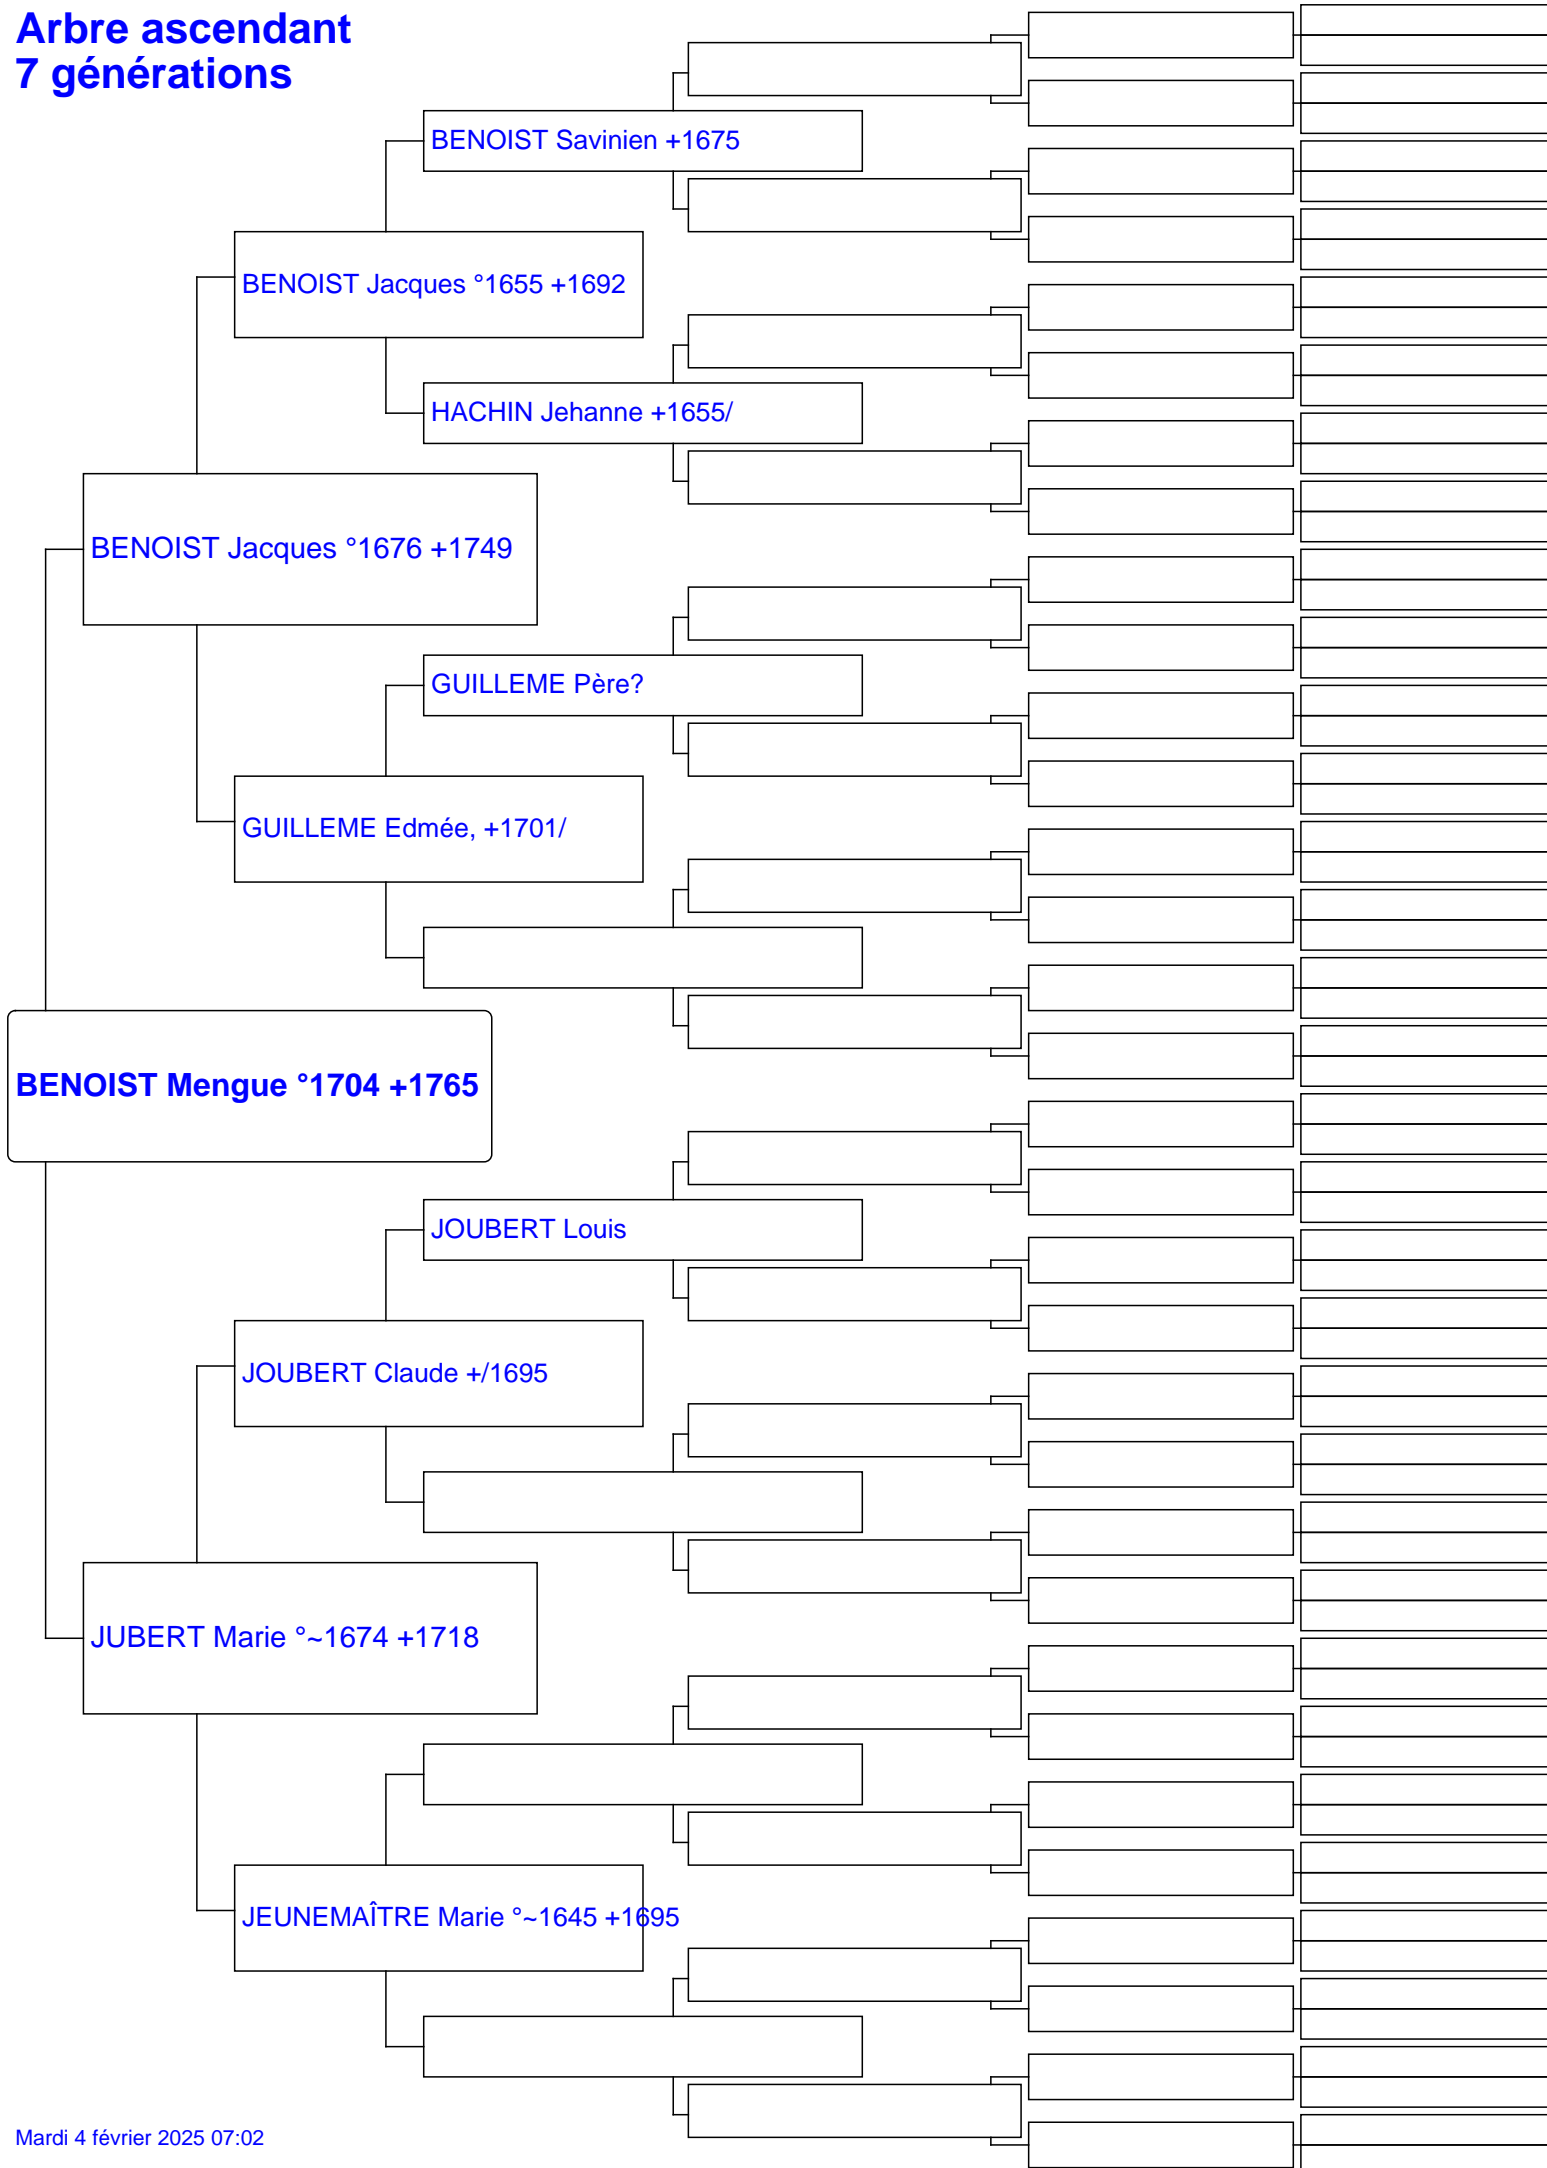 Arbre ascendant
7 générations
BENOIST Savinien +1675
BENOIST Jacques °1655 +1692
HACHIN Jehanne +1655/
BENOIST Jacques °1676 +1749
GUILLEME Père?
GUILLEME Edmée, +1701/
BENOIST Mengue °1704 +1765
JOUBERT Louis
JOUBERT Claude +/1695
JUBERT Marie °~1674 +1718
JEUNEMAÎTRE Marie °~1645 +1695
Mardi 4 février 2025 07:02